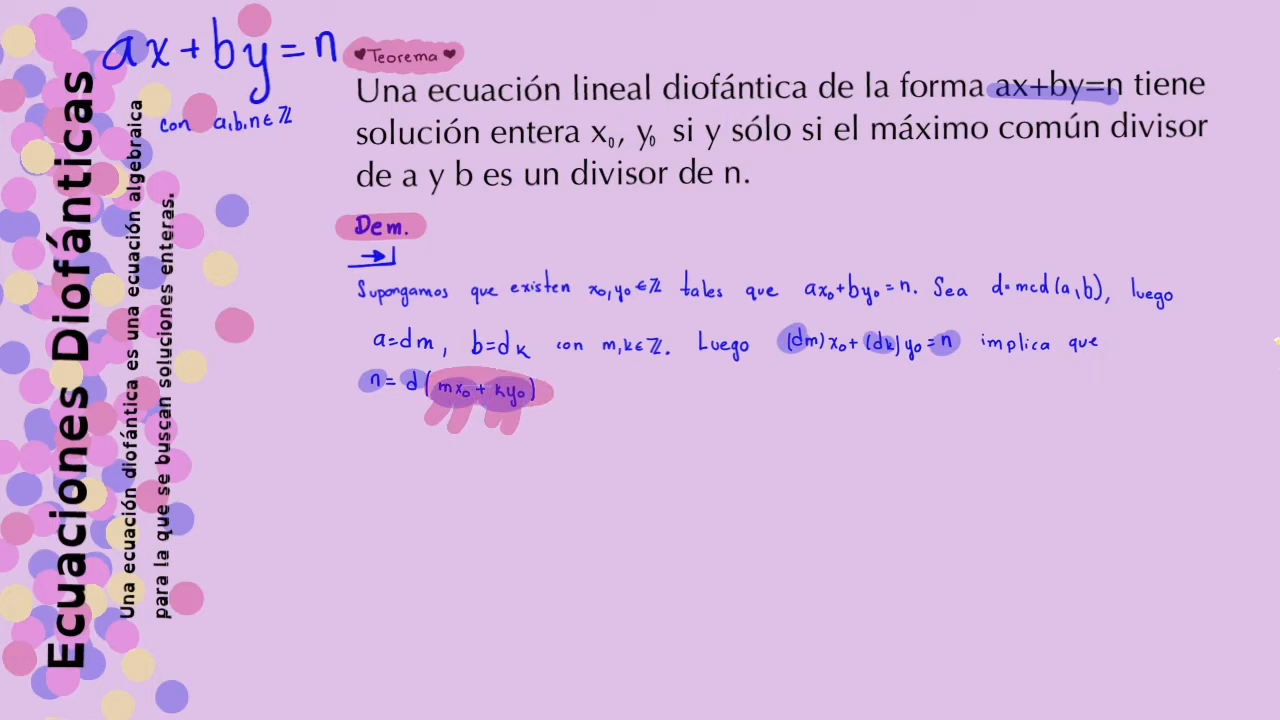 ax+by=n
con a,b,n∈ℤ
Ecuaciones Diofánticas
Una ecuación diofántica es una ecuación algebraica
para la que se buscan soluciones enteras.
♥Teorema♥
Una ecuación lineal diofántica de la forma ax+by=n tiene
solución entera x₀, y₀ si y sólo si el máximo común divisor
de a y b es un divisor de n.
Dem.
→
Supongamos que existen x₀,y₀∈ℤ tales que ax₀+by₀=n. Sea d=mcd(a,b), luego
a=dm, b=dk con m,k∈ℤ. Luego (dm)x₀+(dk)y₀=n implica que
n=d(mx₀+ky₀)